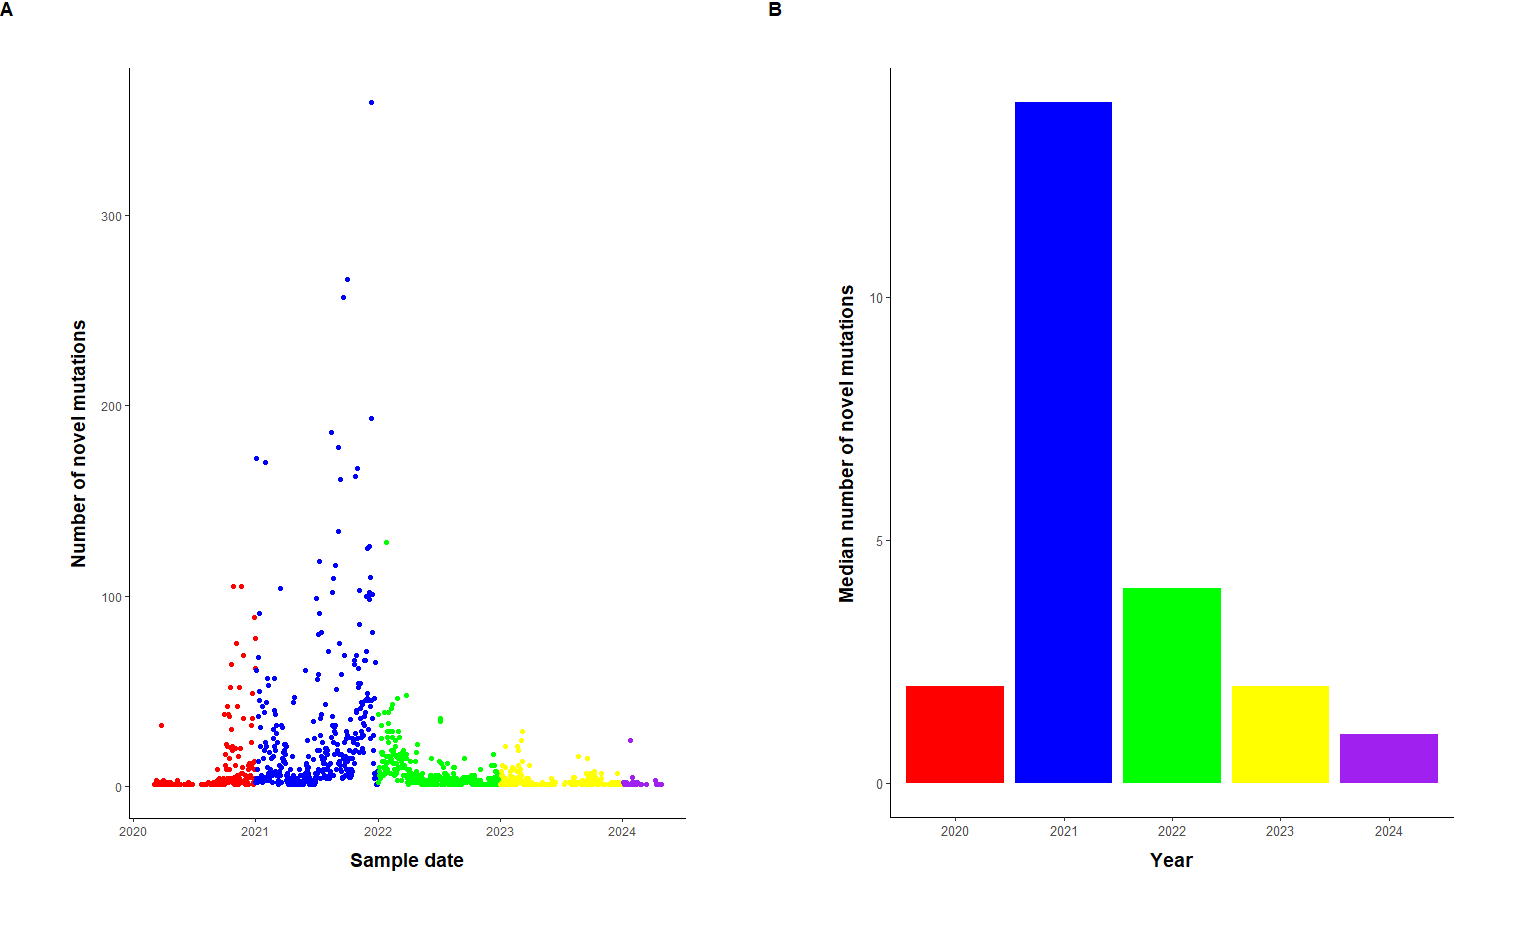 A
B
Number of novel mutations
300
200
100
0
2020
2021
2022
2023
2024
Sample date
Median number of novel mutations
10
5
0
2020
2021
2022
2023
2024
Year